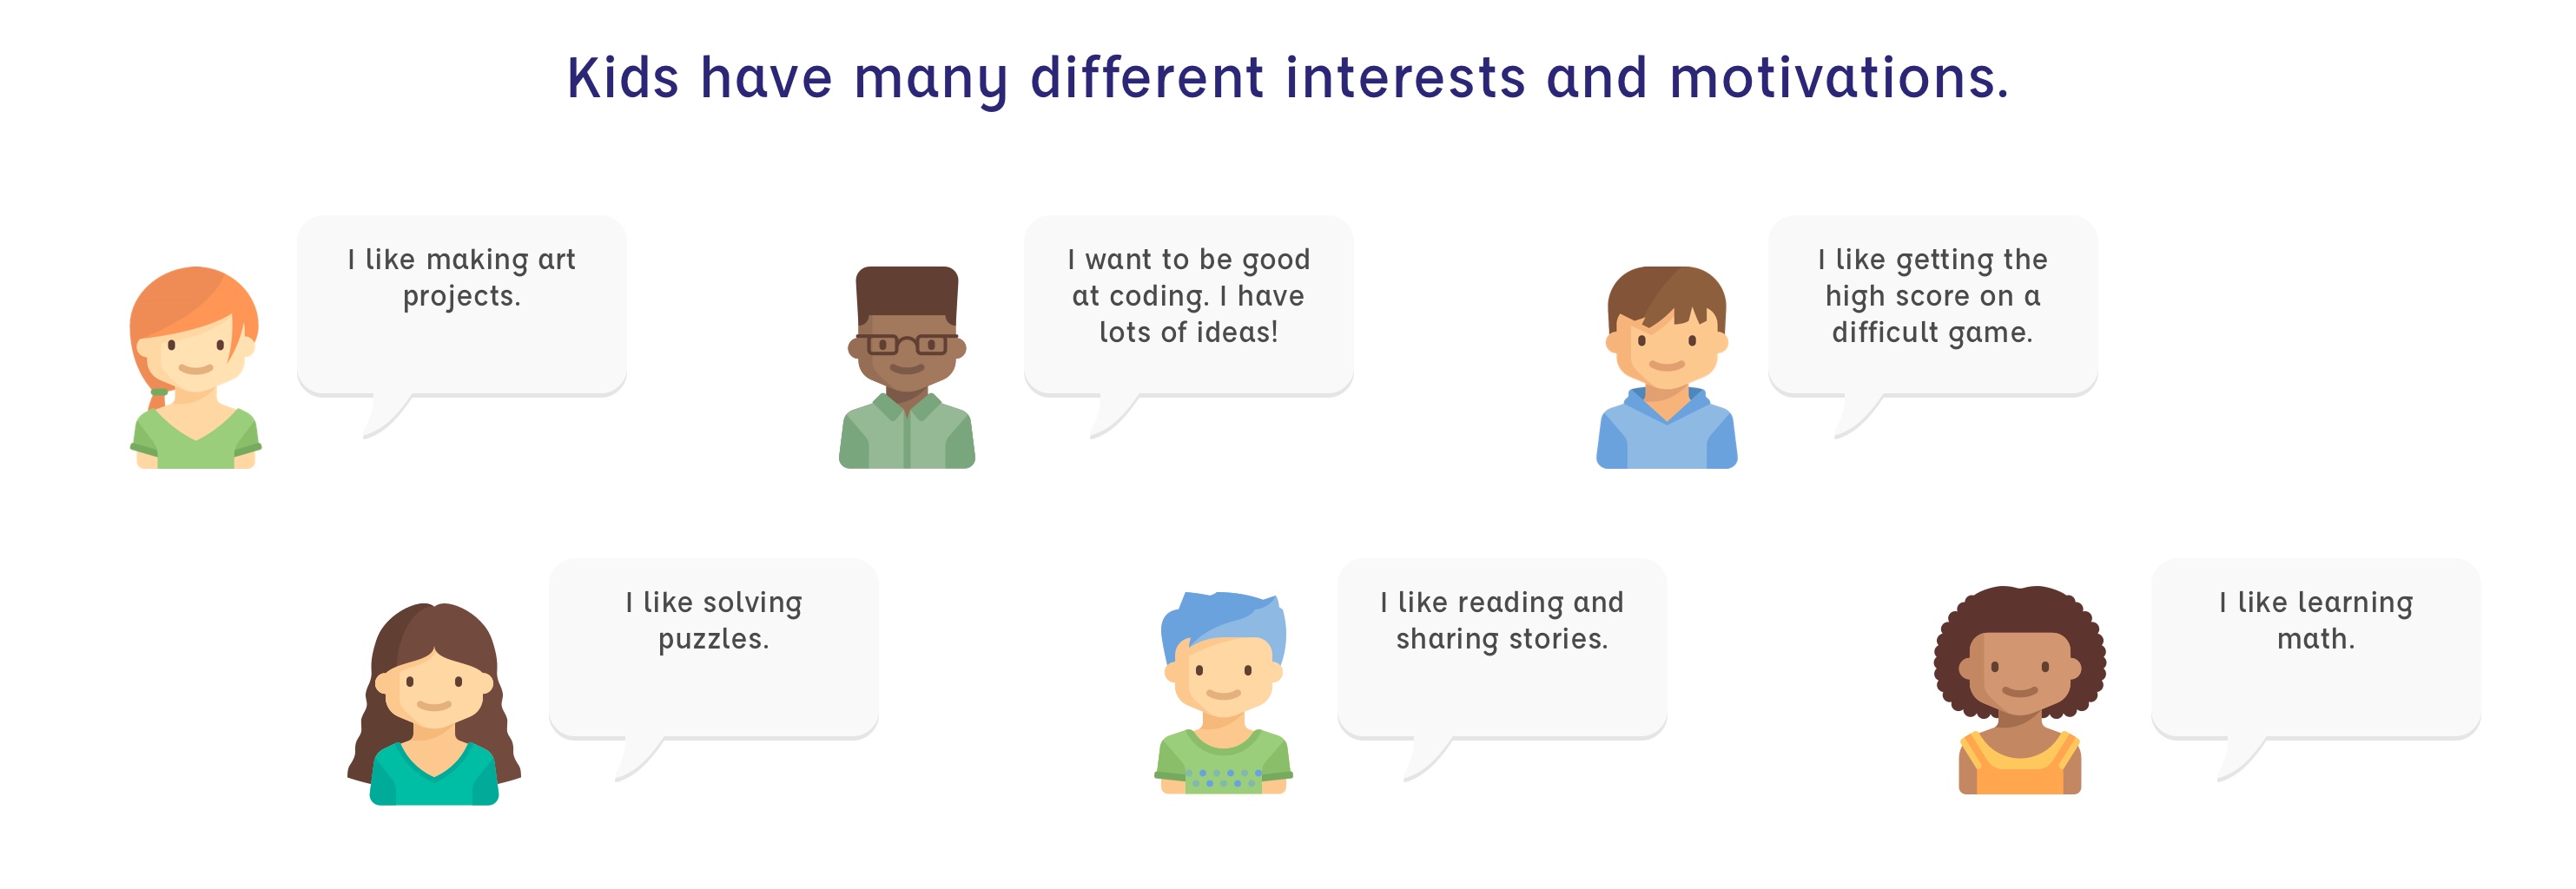 Kids have many different interests and motivations.
I like making art
projects.
I want to be good
at coding. I have
lots of ideas!
I like getting the
high score on a
difficult game.
I like solving
puzzles.
I like reading and
sharing stories.
I like learning
math.